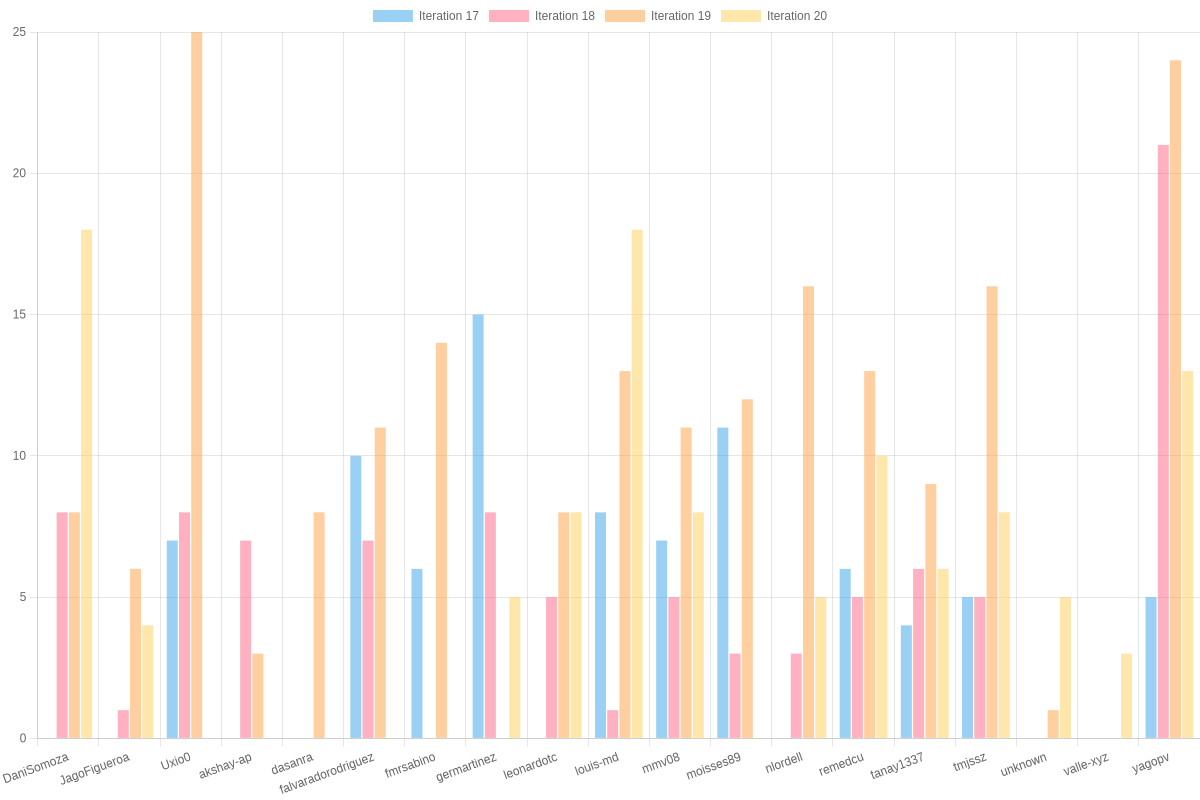 Iteration 17 Iteration 18 Iteration 19 Iteration 20
25
20
15
10
5
0
DaniSomoza
JagoFigueroa
Uxio0
akshay-ap
dasanra
falvaradorodriguez
fmrsabino
germartinez
leonardotc
louis-md
mmv08
moisses89
nlordell
remedcu
tanay1337
tmjssz
unknown
valle-xyz
yagopv